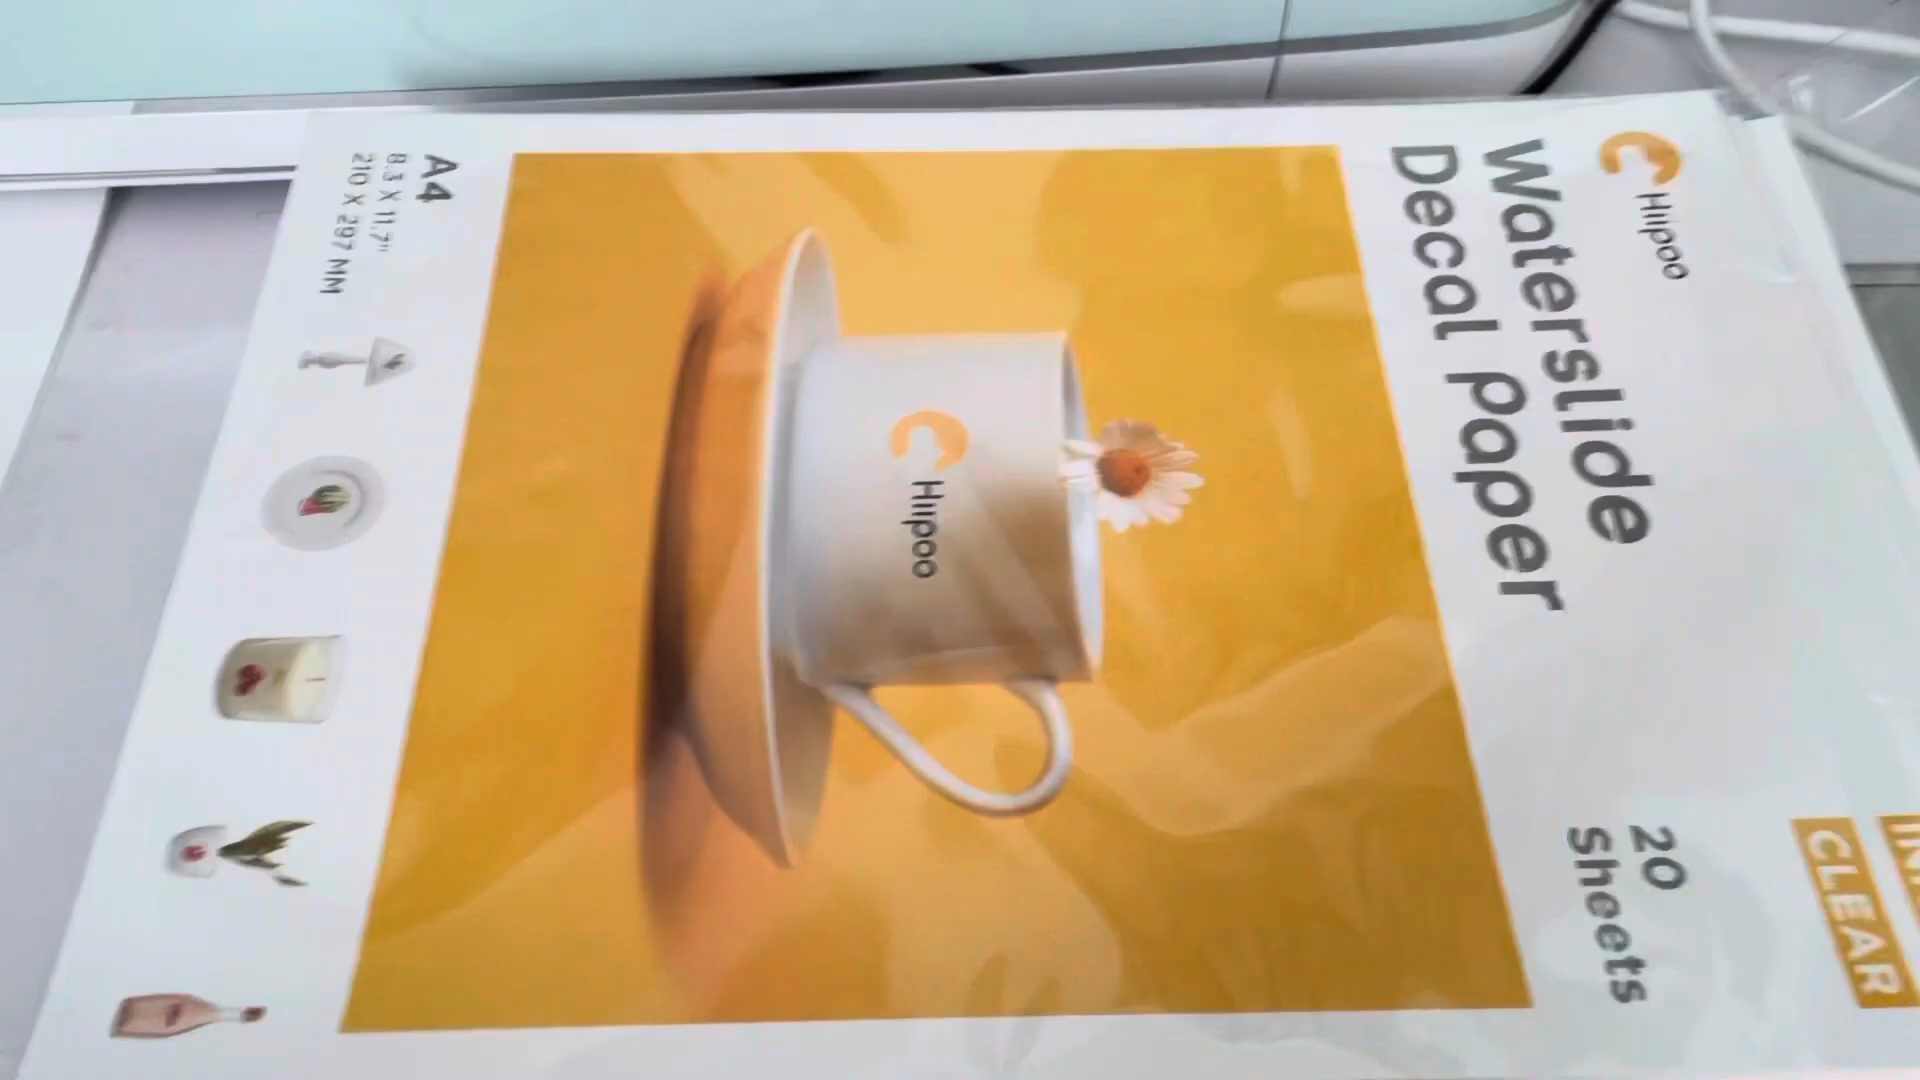 Hiipoo
Waterslide
Decal Paper
20
Sheets
CLEAR
Hiipoo
A4
8.3 X 11.7"
210 X 297 MM